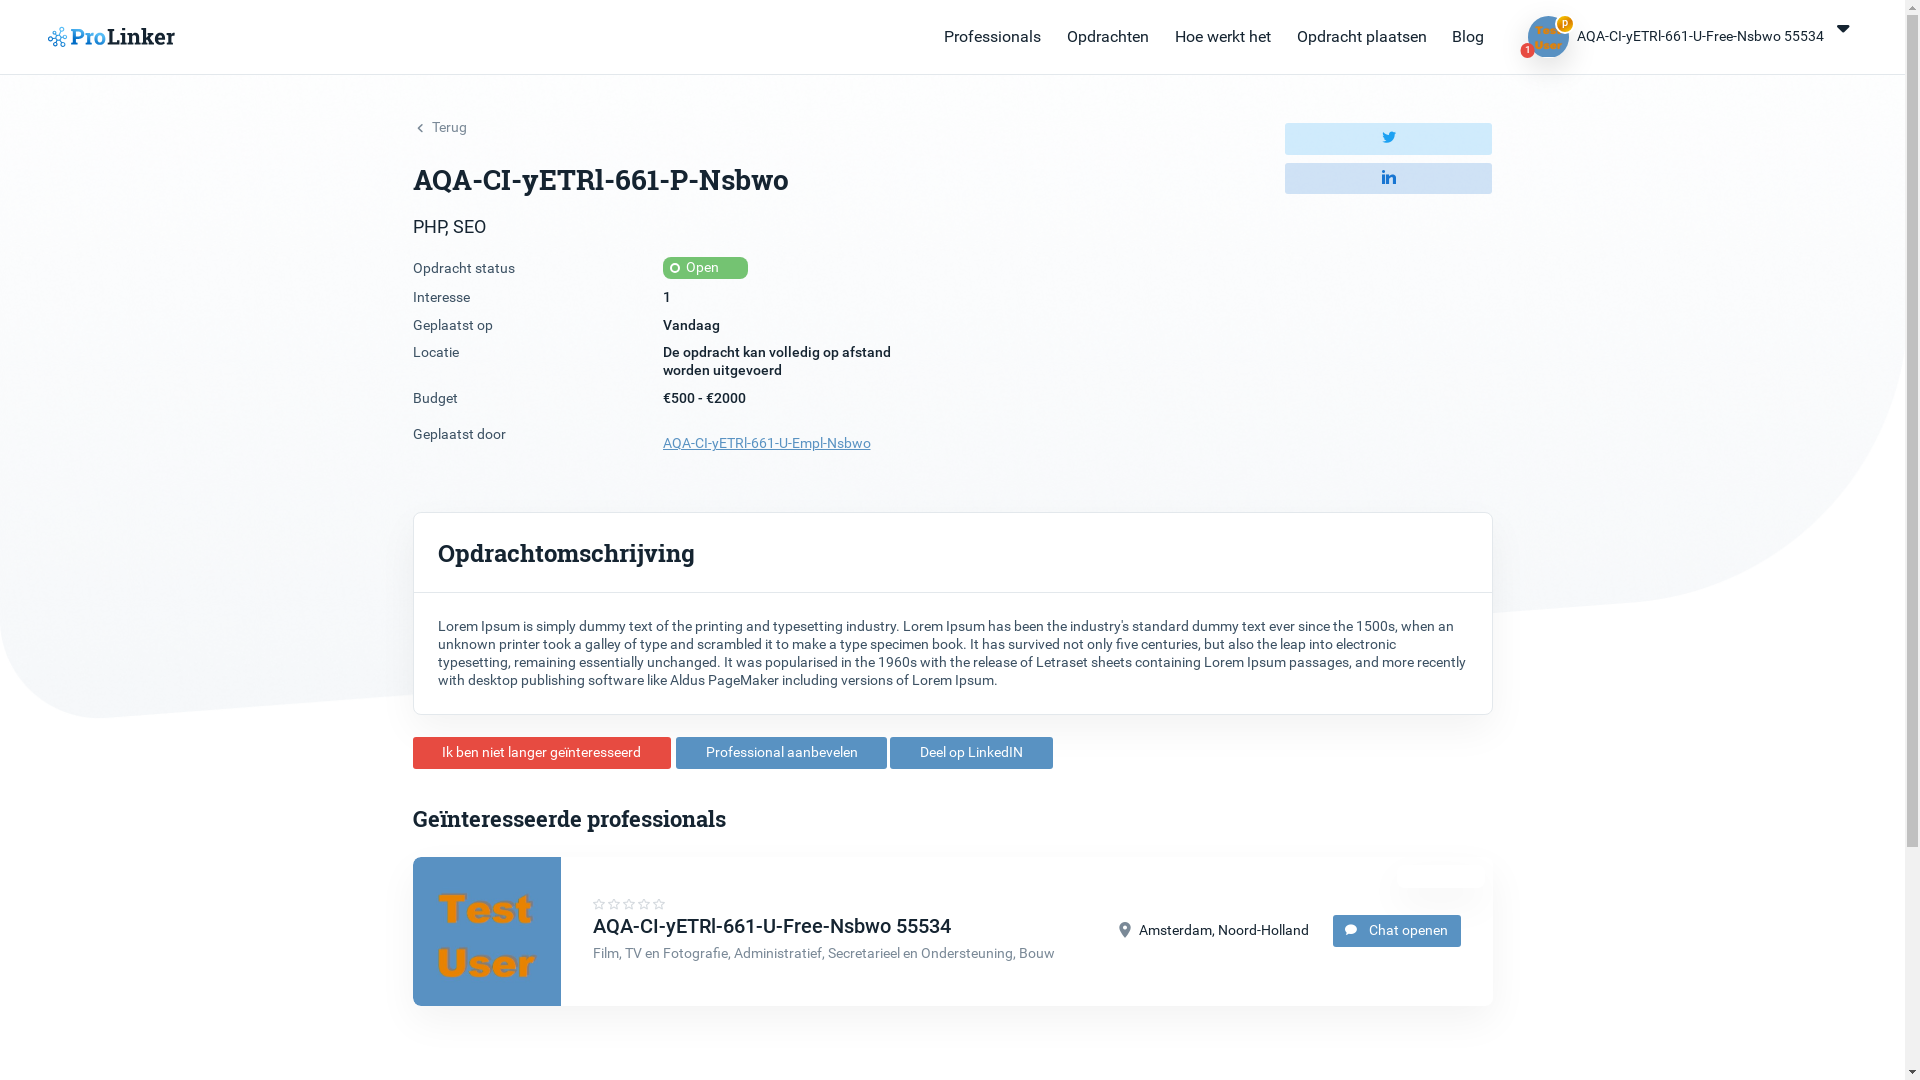 ProLinker
Professionals
Opdrachten
Hoe werkt het
Opdracht plaatsen
Blog
Test
User
p
1
AQA-CI-yETRl-661-U-Free-Nsbwo 55534
Terug
AQA-CI-yETRl-661-P-Nsbwo
PHP, SEO
Opdracht status
Open
Interesse
1
Geplaatst op
Vandaag
Locatie
De opdracht kan volledig op afstand
worden uitgevoerd
Budget
€500 - €2000
Geplaatst door
AQA-CI-yETRl-661-U-Empl-Nsbwo
Opdrachtomschrijving
Lorem Ipsum is simply dummy text of the printing and typesetting industry. Lorem Ipsum has been the industry's standard dummy text ever since the 1500s, when an
unknown printer took a galley of type and scrambled it to make a type specimen book. It has survived not only five centuries, but also the leap into electronic
typesetting, remaining essentially unchanged. It was popularised in the 1960s with the release of Letraset sheets containing Lorem Ipsum passages, and more recently
with desktop publishing software like Aldus PageMaker including versions of Lorem Ipsum.
Ik ben niet langer geïnteresseerd
Professional aanbevelen
Deel op LinkedIN
Geïnteresseerde professionals
Test
User
AQA-CI-yETRl-661-U-Free-Nsbwo 55534
Film, TV en Fotografie, Administratief, Secretarieel en Ondersteuning, Bouw
Amsterdam, Noord-Holland
Chat openen